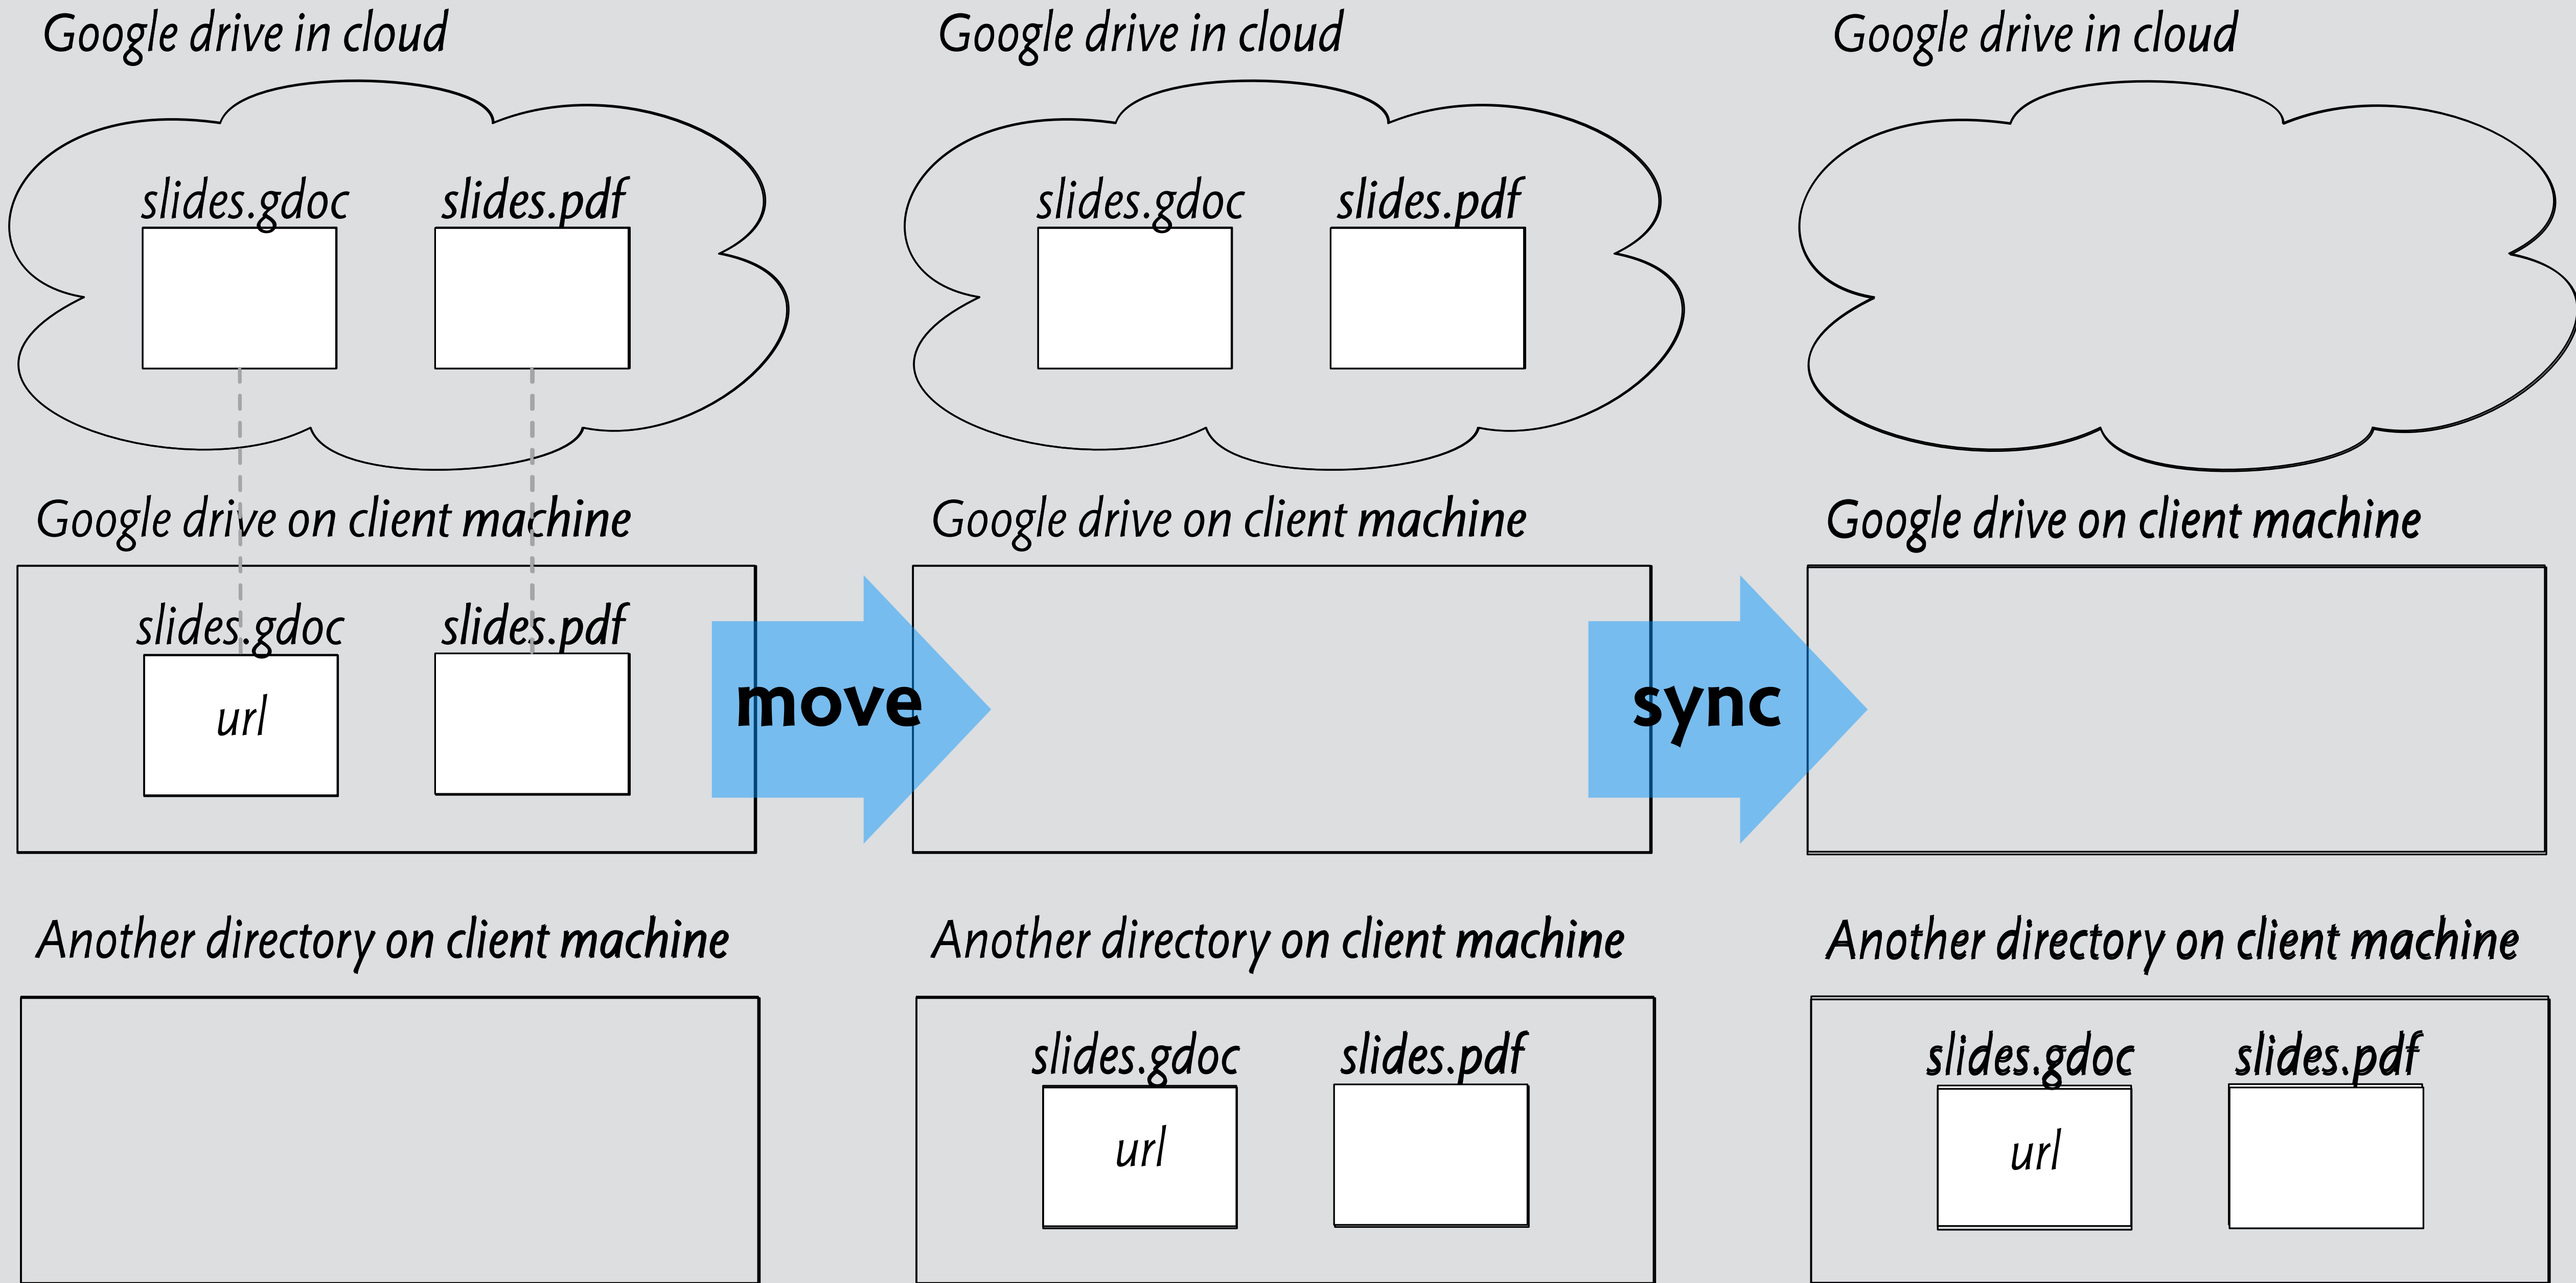 Google drive in cloud
Google drive in cloud
Google drive in cloud
slides.gdoc
slides.pdf
slides.gdoc
slides.pdf
Google drive on client machine
Google drive on client machine
Google drive on client machine
slides.gdoc
slides.pdf
url
move
sync
Another directory on client machine
Another directory on client machine
Another directory on client machine
slides.gdoc
slides.pdf
slides.gdoc
slides.pdf
url
url